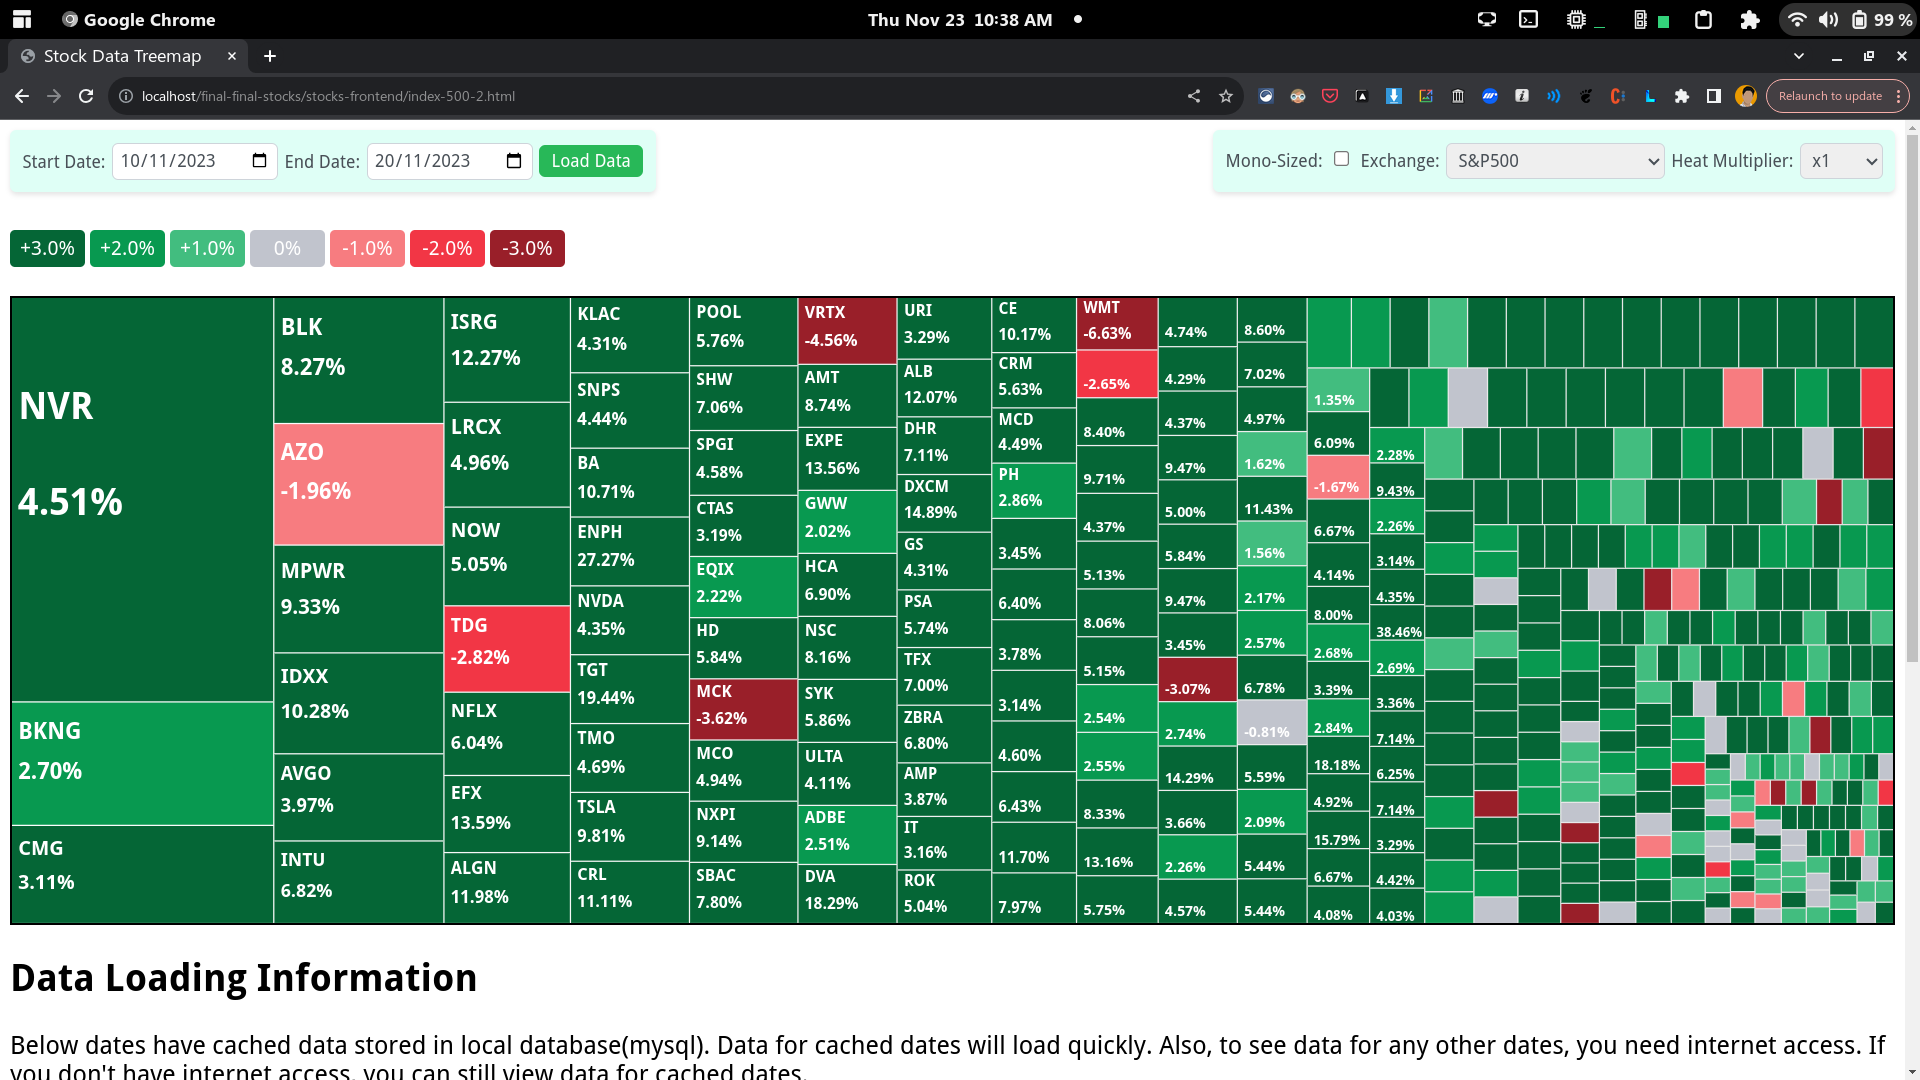 Google Chrome
Thu Nov 23 10:38 AM
99 %
Stock Data Treemap
localhost/final-final-stocks/stocks-frontend/index-500-2.html
Relaunch to update
Start Date: 10/11/2023 End Date: 20/11/2023 Load Data
Mono-Sized: Exchange: S&P500 Heat Multiplier: x1
+3.0% +2.0% +1.0% 0% -1.0% -2.0% -3.0%
NVR
4.51%
BKNG
2.70%
CMG
3.11%
BLK
8.27%
AZO
-1.96%
MPWR
9.33%
IDXX
10.28%
AVGO
3.97%
INTU
6.82%
ISRG
12.27%
LRCX
4.96%
NOW
5.05%
TDG
-2.82%
NFLX
6.04%
EFX
13.59%
ALGN
11.98%
KLAC
4.31%
SNPS
4.44%
BA
10.71%
ENPH
27.27%
NVDA
4.35%
TGT
19.44%
TMO
4.69%
TSLA
9.81%
CRL
11.11%
POOL
5.76%
SHW
7.06%
SPGI
4.58%
CTAS
3.19%
EQIX
2.22%
HD
5.84%
MCK
-3.62%
MCO
4.94%
NXPI
9.14%
SBAC
7.80%
VRTX
-4.56%
AMT
8.74%
EXPE
13.56%
GWW
2.02%
HCA
6.90%
NSC
8.16%
SYK
5.86%
ULTA
4.11%
ADBE
2.51%
DVA
18.29%
URI
3.29%
ALB
12.07%
DHR
7.11%
DXCM
14.89%
GS
4.31%
PSA
5.74%
TFX
7.00%
ZBRA
6.80%
AMP
3.87%
IT
3.16%
ROK
5.04%
CE
10.17%
CRM
5.63%
MCD
4.49%
PH
2.86%
3.45%
6.40%
3.78%
3.14%
4.60%
6.43%
11.70%
7.97%
WMT
-6.63%
-2.65%
8.40%
9.71%
4.37%
5.13%
8.06%
5.15%
2.54%
2.55%
8.33%
13.16%
5.75%
4.74%
4.29%
4.37%
9.47%
5.00%
5.84%
9.47%
3.45%
-3.07%
2.74%
14.29%
3.66%
2.26%
4.57%
8.60%
7.02%
4.97%
1.62%
11.43%
1.56%
2.17%
2.57%
6.78%
-0.81%
5.59%
2.09%
5.44%
5.44%
1.35%
6.09%
-1.67%
6.67%
4.14%
8.00%
2.68%
3.39%
2.84%
18.18%
4.92%
15.79%
6.67%
4.08%
2.28%
9.43%
2.26%
3.14%
4.35%
38.46%
2.69%
3.36%
7.14%
6.25%
7.14%
3.29%
4.42%
4.03%
Data Loading Information
Below dates have cached data stored in local database(mysql). Data for cached dates will load quickly. Also, to see data for any other dates, you need internet access. If
you don't have internet access, you can still view data for cached dates.